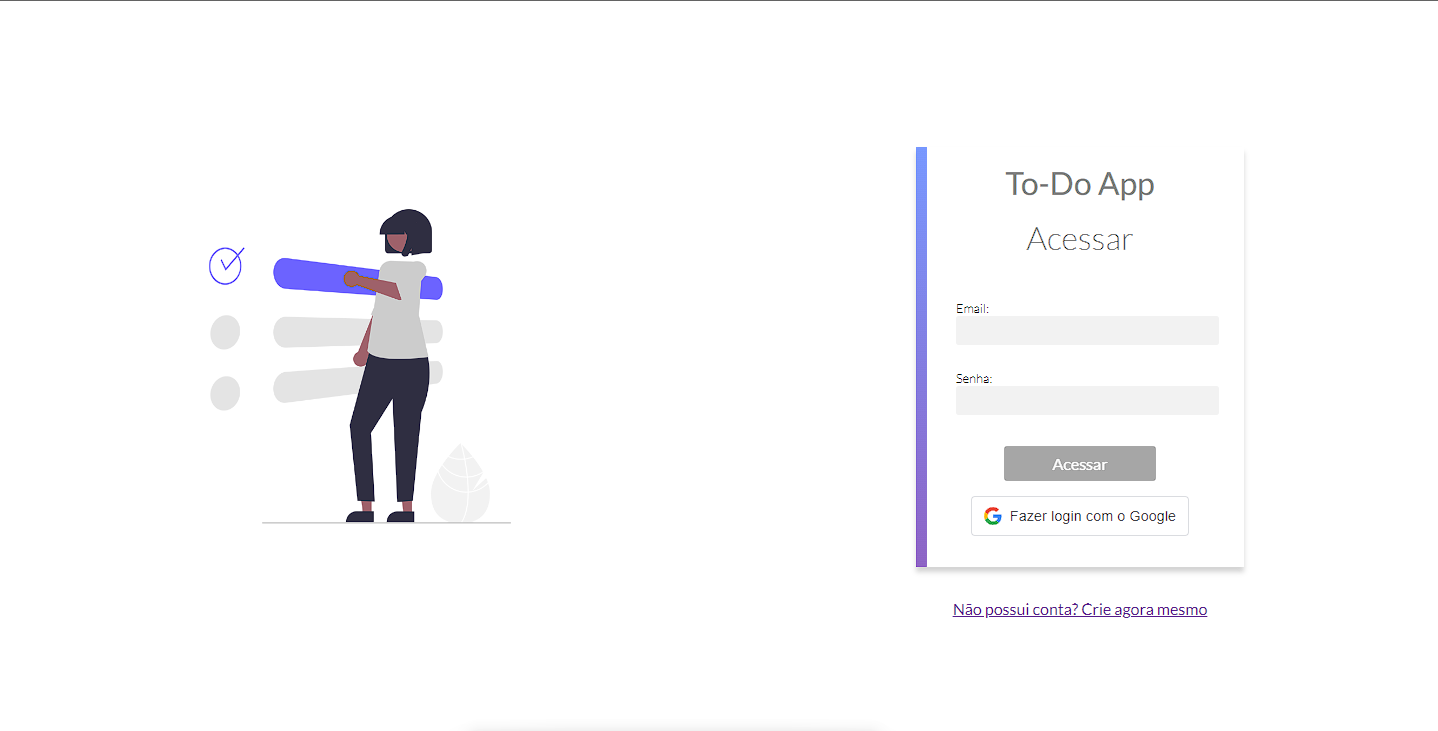 To-Do App
Acessar
Email:
Senha:
Acessar
Fazer login com o Google
Não possui conta? Crie agora mesmo